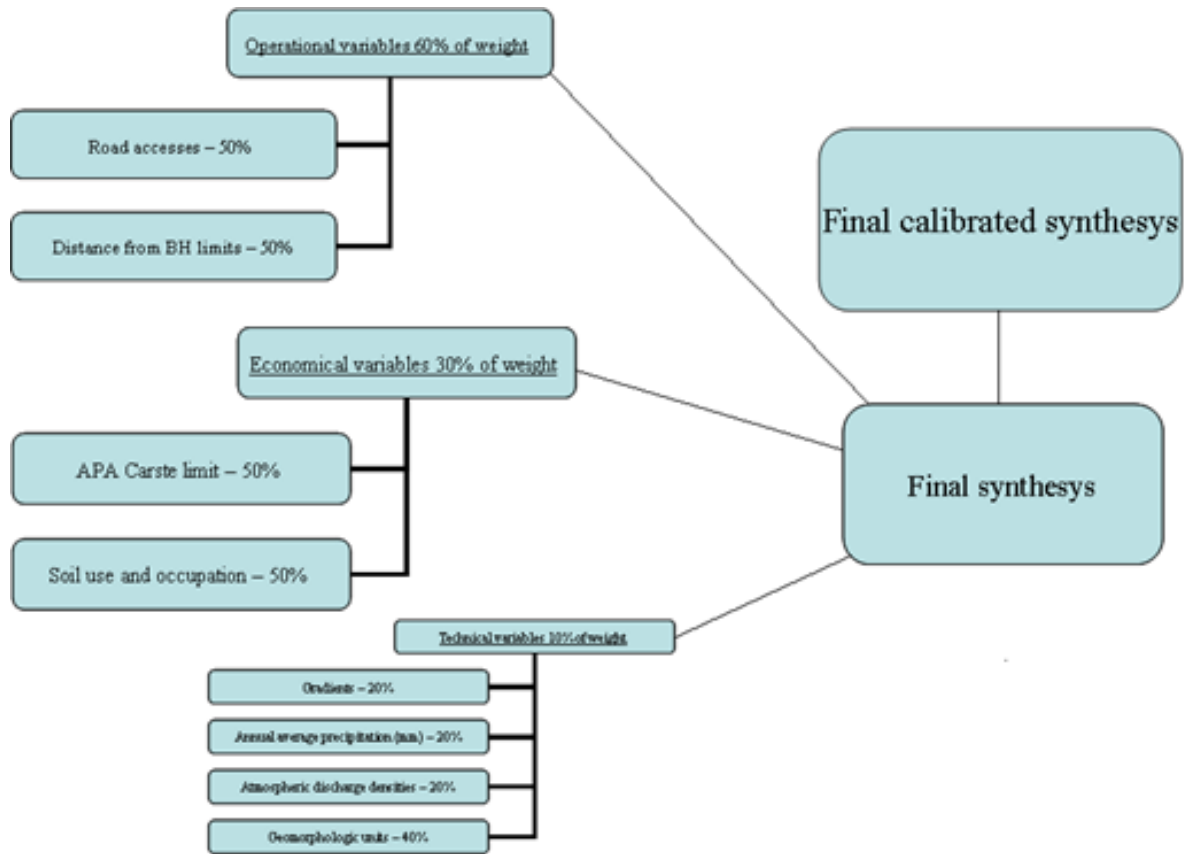 Operational variables 60% of weight
Road accesses – 50%
Distance from BH limits – 50%
Economical variables 30% of weight
APA Carste limit – 50%
Soil use and occupation – 50%
Technical variables 10% of weight
Gradients – 20%
Annual average precipitation (mm) – 20%
Atmospheric discharge densities – 20%
Geomorphologic units – 40%
Final calibrated synthesys
Final synthesys